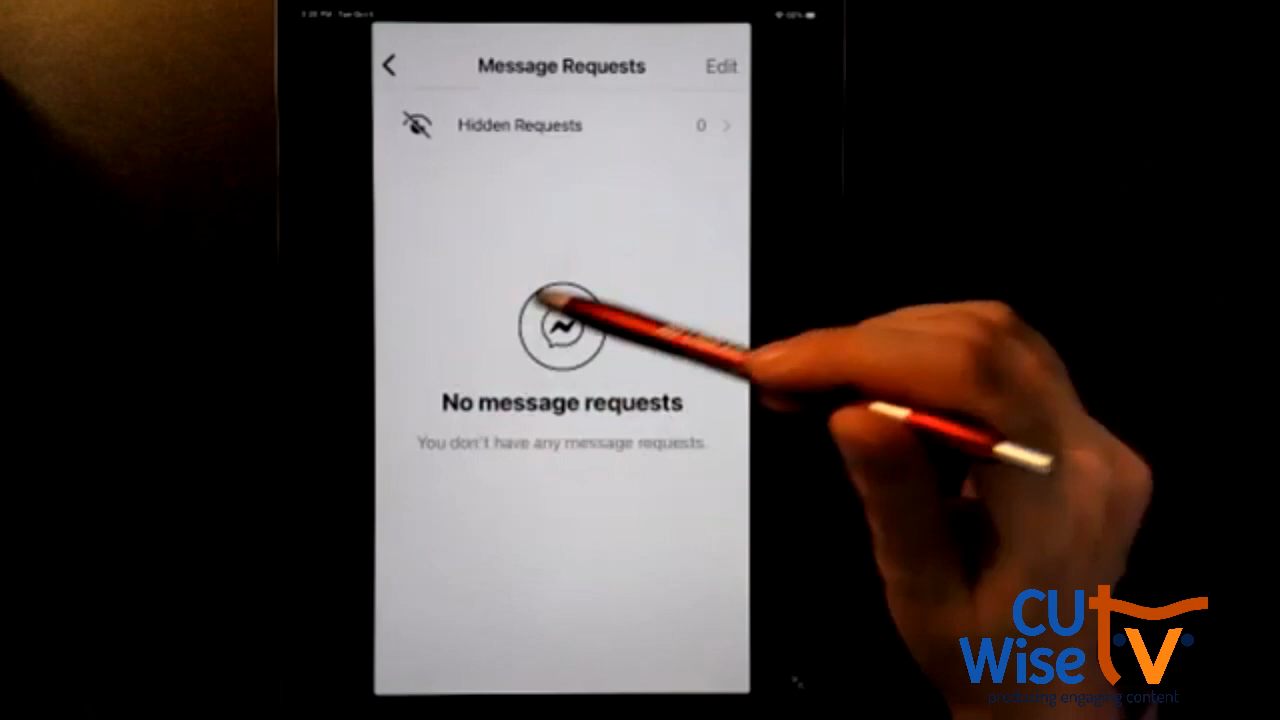 Message Requests
Edit
Hidden Requests
0
No message requests
You don't have any message requests.
CU
Wise
tv
producing engaging content